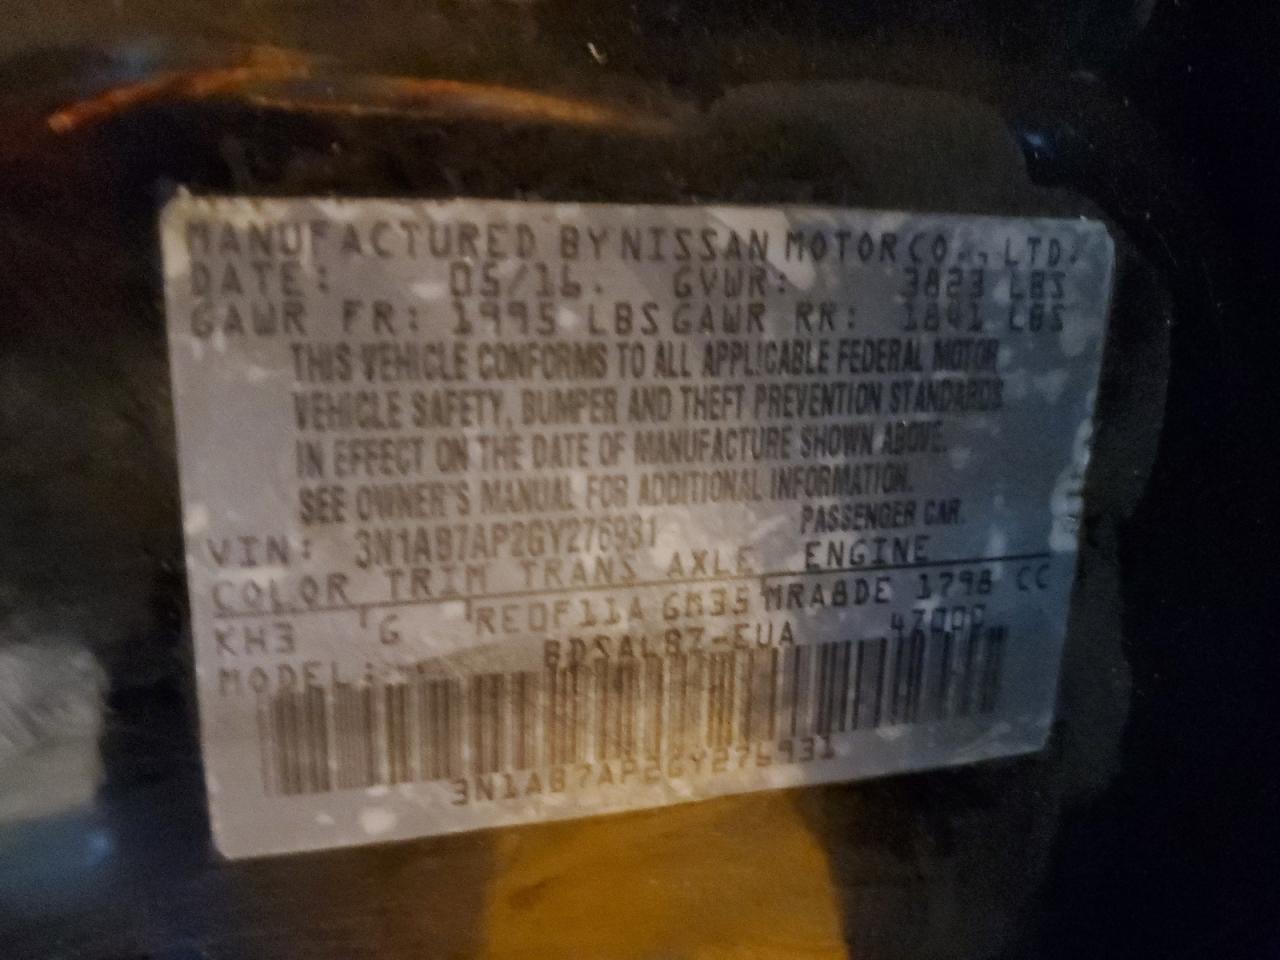 MANUFACTURED BY NISSAN MOTOR CO., LTD.
DATE: 05/16. GVWR: 3823 LBS
GAWR FR: 1995 LBS GAWR RR: 1841 LBS
THIS VEHICLE CONFORMS TO ALL APPLICABLE FEDERAL MOTOR
VEHICLE SAFETY, BUMPER AND THEFT PREVENTION STANDARDS
IN EFFECT ON THE DATE OF MANUFACTURE SHOWN ABOVE.
SEE OWNER'S MANUAL FOR ADDITIONAL INFORMATION.
VIN: 3N1AB7AP2GY276931 PASSENGER CAR.
COLOR TRIM TRANS AXLE ENGINE
KH3 G RE0F11A GM35 MRA8DE 1798 CC
MODEL:
3N1AB7AP2GY276931